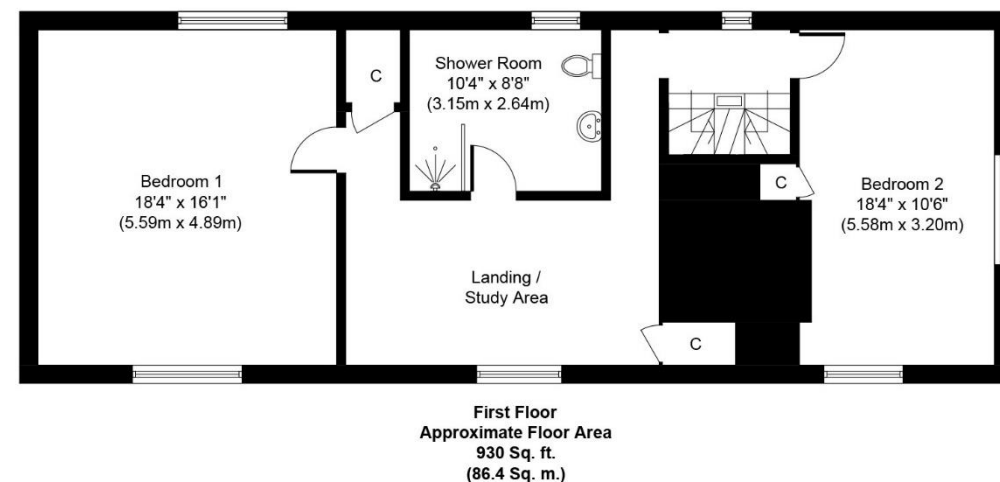 C
Shower Room
10'4" x 8'8"
(3.15m x 2.64m)
Bedroom 1
18'4" x 16'1"
(5.59m x 4.89m)
C
Bedroom 2
18'4" x 10'6"
(5.58m x 3.20m)
Landing /
Study Area
C
First Floor
Approximate Floor Area
930 Sq. ft.
(86.4 Sq. m.)